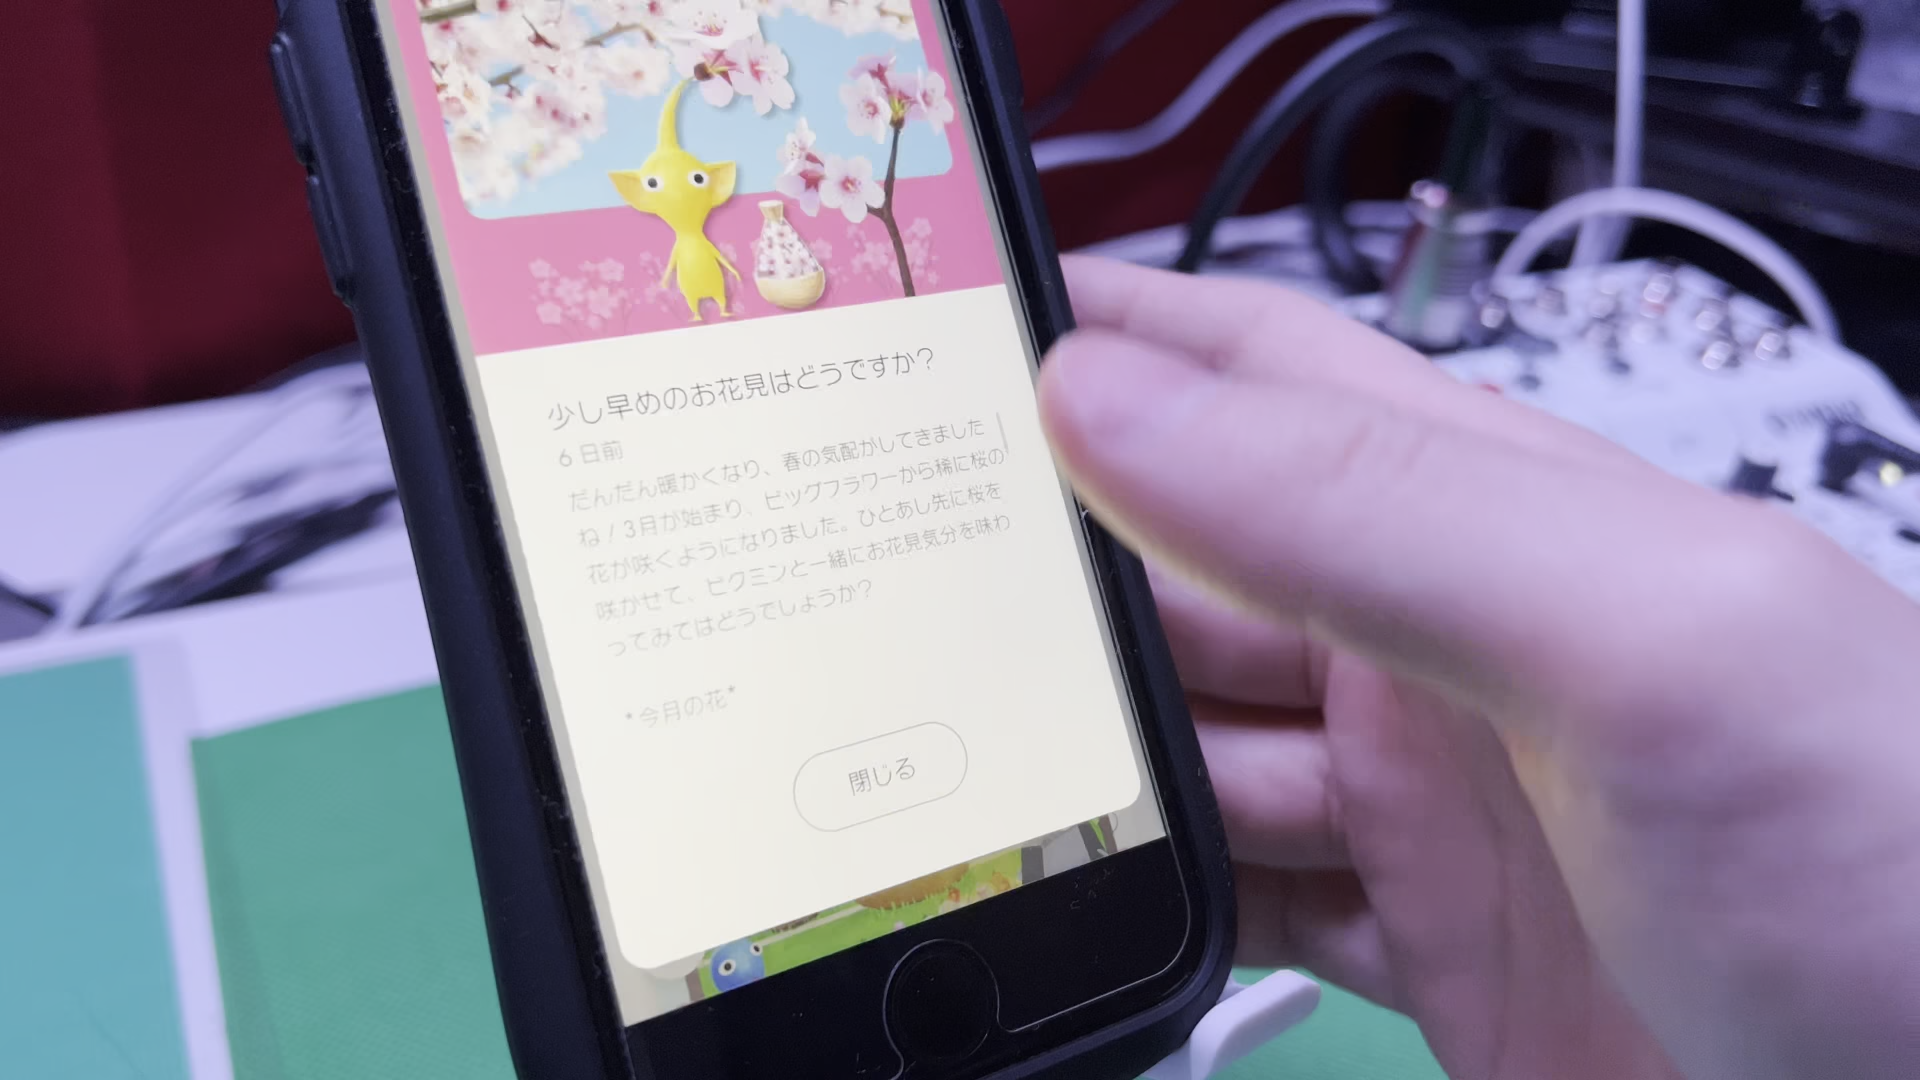 少し早めのお花見はどうですか?
6 日前
だんだん暖かくなり、春の気配がしてきました
ね！3月が始まり、ビッグフラワーから稀に桜の
花が咲くようになりました。ひとあし先に桜を
咲かせて、ピクミンと一緒にお花見気分を味わ
ってみてはどうでしょうか?
*今月の花*
閉じる